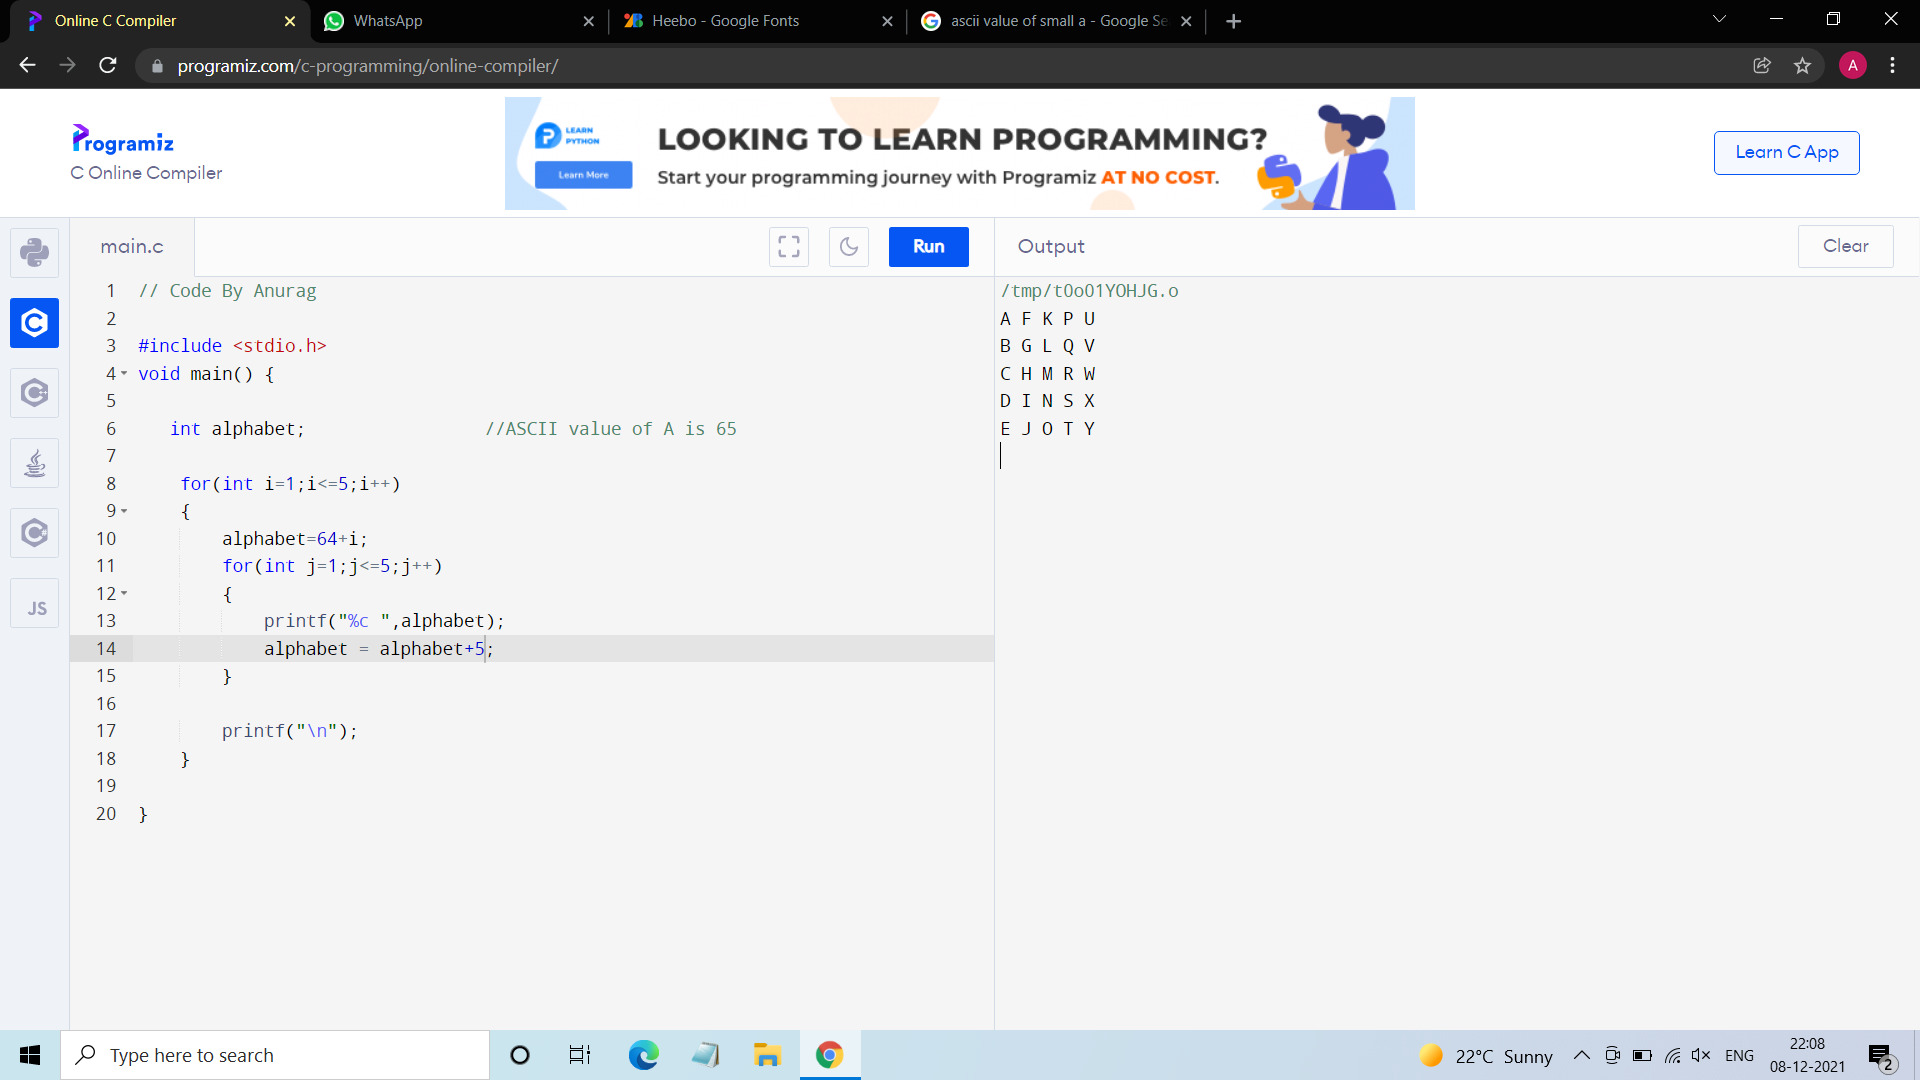 Online C Compiler
WhatsApp
Heebo - Google Fonts
ascii value of small a - Google Se
programiz.com/c-programming/online-compiler/
A
Programiz
C Online Compiler
LEARN
PYTHON
Learn More
LOOKING TO LEARN PROGRAMMING?
Start your programming journey with Programiz AT NO COST.
Learn C App
main.c
Run
Output
Clear
1 // Code By Anurag
2
3 #include <stdio.h>
4 void main() {
5
6 int alphabet; //ASCII value of A is 65
7
8 for(int i=1;i<=5;i++)
9 {
10 alphabet=64+i;
11 for(int j=1;j<=5;j++)
12 {
13 printf("%c ",alphabet);
14 alphabet = alphabet+5;
15 }
16
17 printf("\n");
18 }
19
20 }
/tmp/tOo01YOHJG.o
A F K P U
B G L Q V
C H M R W
D I N S X
E J O T Y
JS
Type here to search
22°C Sunny
ENG
22:08
08-12-2021
2